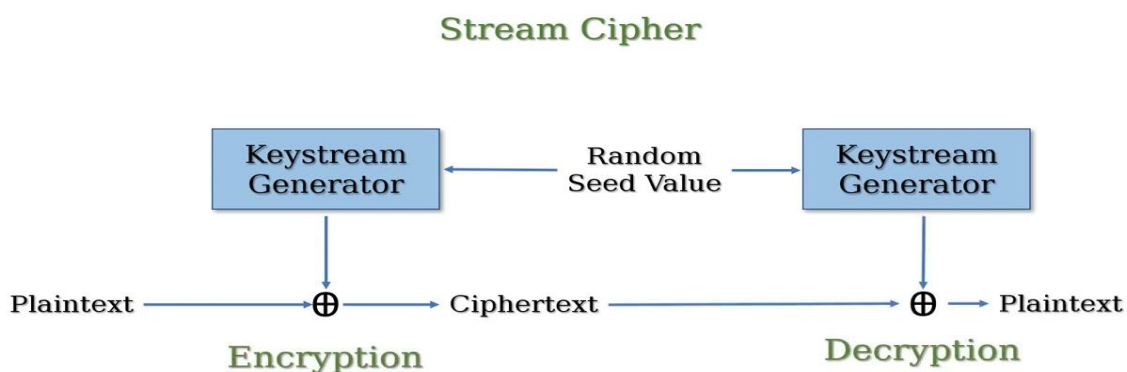 Stream Cipher
Keystream
Generator
Random
Seed Value
Keystream
Generator
Plaintext
⊕
Ciphertext
⊕
Plaintext
Encryption
Decryption